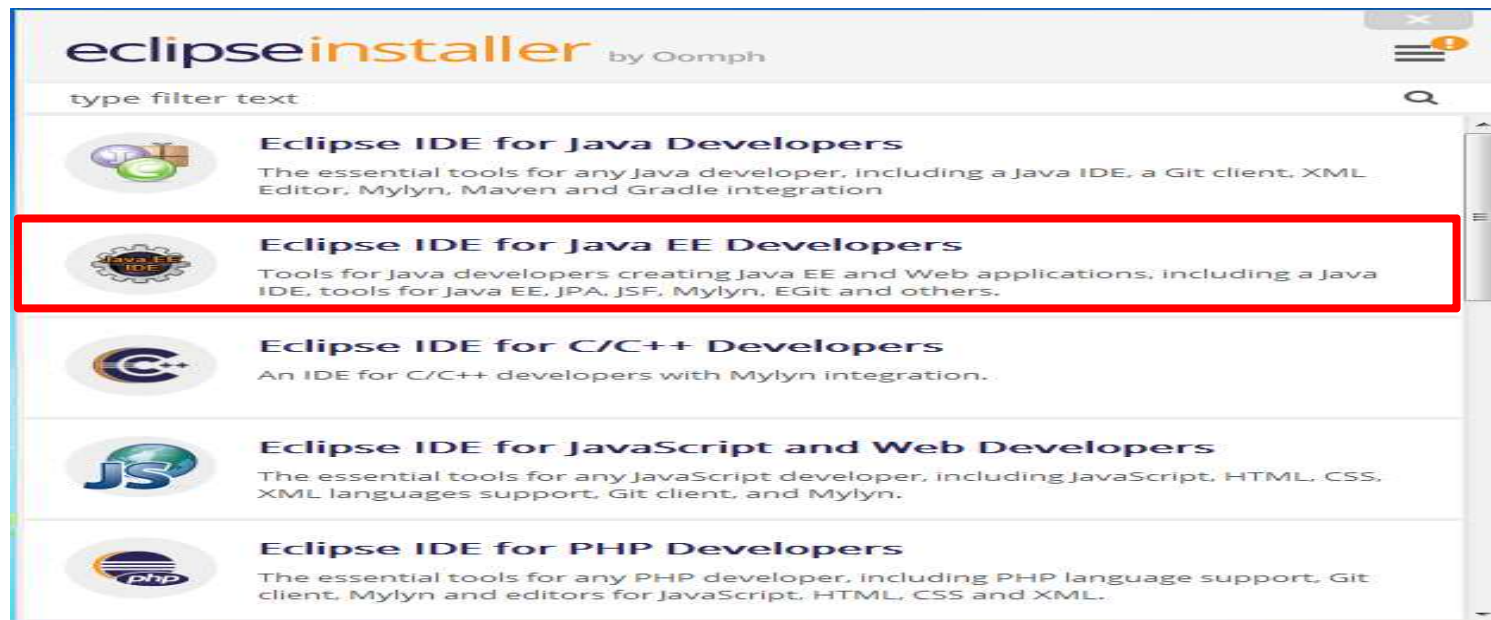 eclipseinstaller by Oomph
type filter text
Eclipse IDE for Java Developers
The essential tools for any Java developer, including a Java IDE, a Git client, XML
Editor, Mylyn, Maven and Gradle integration
Java EE
IDE
Eclipse IDE for Java EE Developers
Tools for Java developers creating Java EE and Web applications, including a Java
IDE, tools for Java EE, JPA, JSF, Mylyn, EGit and others.
C++
Eclipse IDE for C/C++ Developers
An IDE for C/C++ developers with Mylyn integration.
JS
Eclipse IDE for JavaScript and Web Developers
The essential tools for any JavaScript developer, including JavaScript, HTML, CSS,
XML languages support, Git client, and Mylyn.
php
Eclipse IDE for PHP Developers
The essential tools for any PHP developer, including PHP language support, Git
client, Mylyn and editors for JavaScript, HTML, CSS and XML.